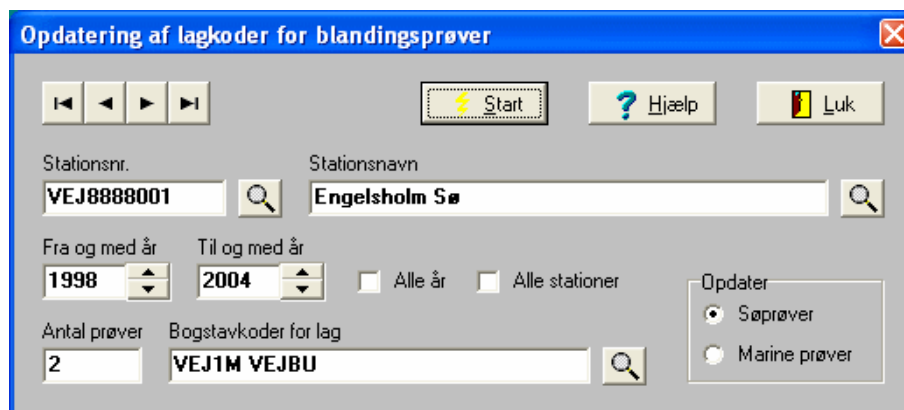 Opdatering af lagkoder for blandingsprøver
Start Hjælp Luk
Stationsnr. Stationsnavn
VEJ8888001 Engelsholm Sø
Fra og med år Til og med år
1998 2004 Alle år Alle stationer Opdater
Søprøver
Antal prøver Bogstavkoder for lag
2 VEJ1M VEJBU Marine prøver